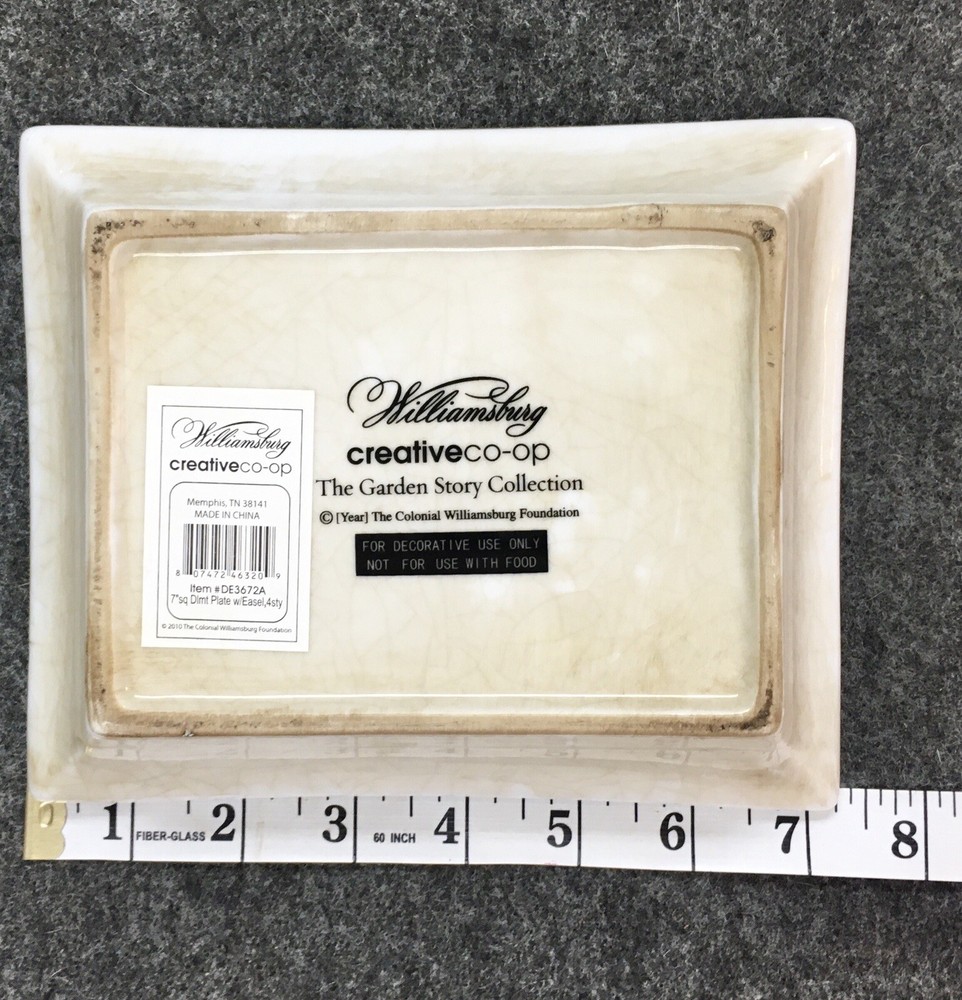 Williamsburg
creativeco-op
The Garden Story Collection
© [Year] The Colonial Williamsburg Foundation
FOR DECORATIVE USE ONLY
NOT FOR USE WITH FOOD
Williamsburg
creativeco-op
Memphis, TN 38141
MADE IN CHINA
8 07472 46320 9
Item #DE3672A
7"sq Dlmt Plate w/Easel,4sty
© 2010 The Colonial Williamsburg Foundation
1 FIBER-GLASS 2 3 60 INCH 4 5 6 7 8